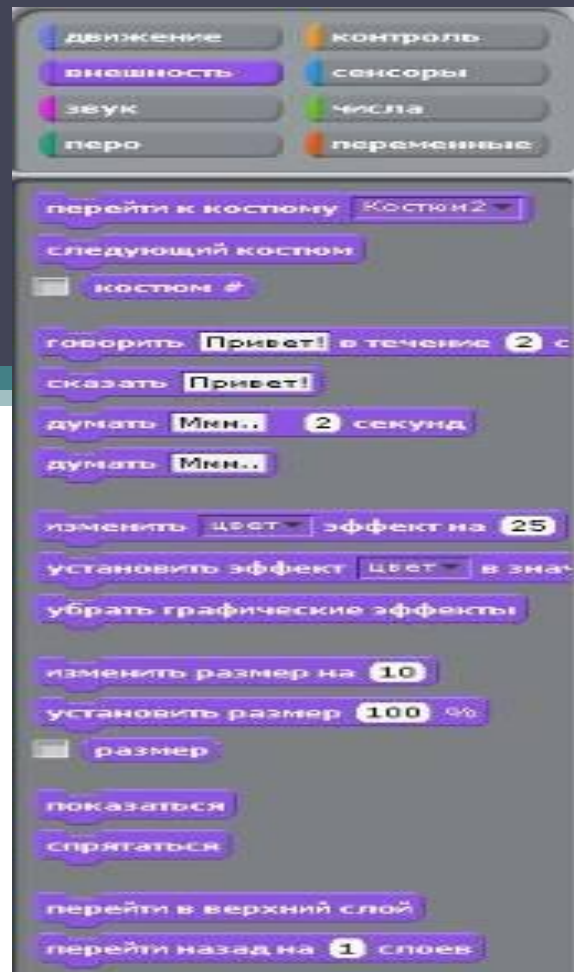 движение контроль
внешность сенсоры
звук числа
перо переменные
перейти к костюму Костюм2
следующий костюм
костюм #
говорить Привет! в течение 2 с
сказать Привет!
думать Ммм.. 2 секунд
думать Ммм..
изменить цвет эффект на 25
установить эффект цвет в знач
убрать графические эффекты
изменить размер на 10
установить размер 100 %
размер
показаться
спрятаться
перейти в верхний слой
перейти назад на 1 слоев